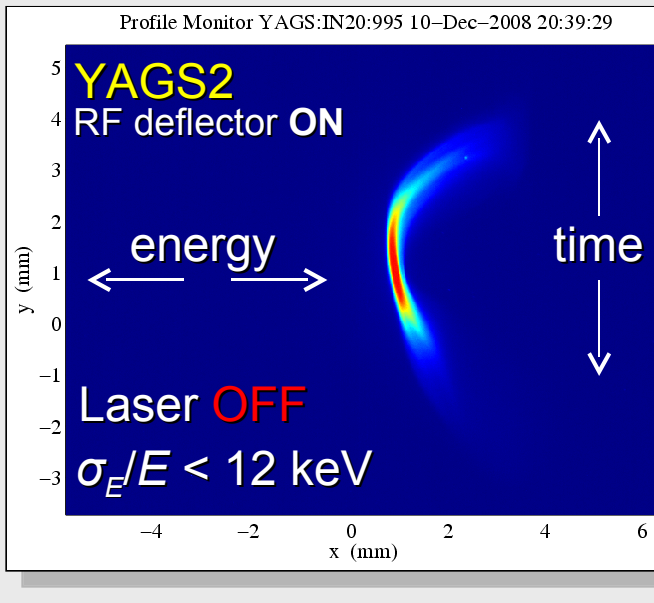 Profile Monitor YAGS:IN20:995 10−Dec−2008 20:39:29
YAGS2
RF deflector ON
energy
time
Laser OFF
σE/E < 12 keV
y (mm)
5
4
3
2
1
0
−1
−2
−3
−4
−2
0
2
4
6
x (mm)